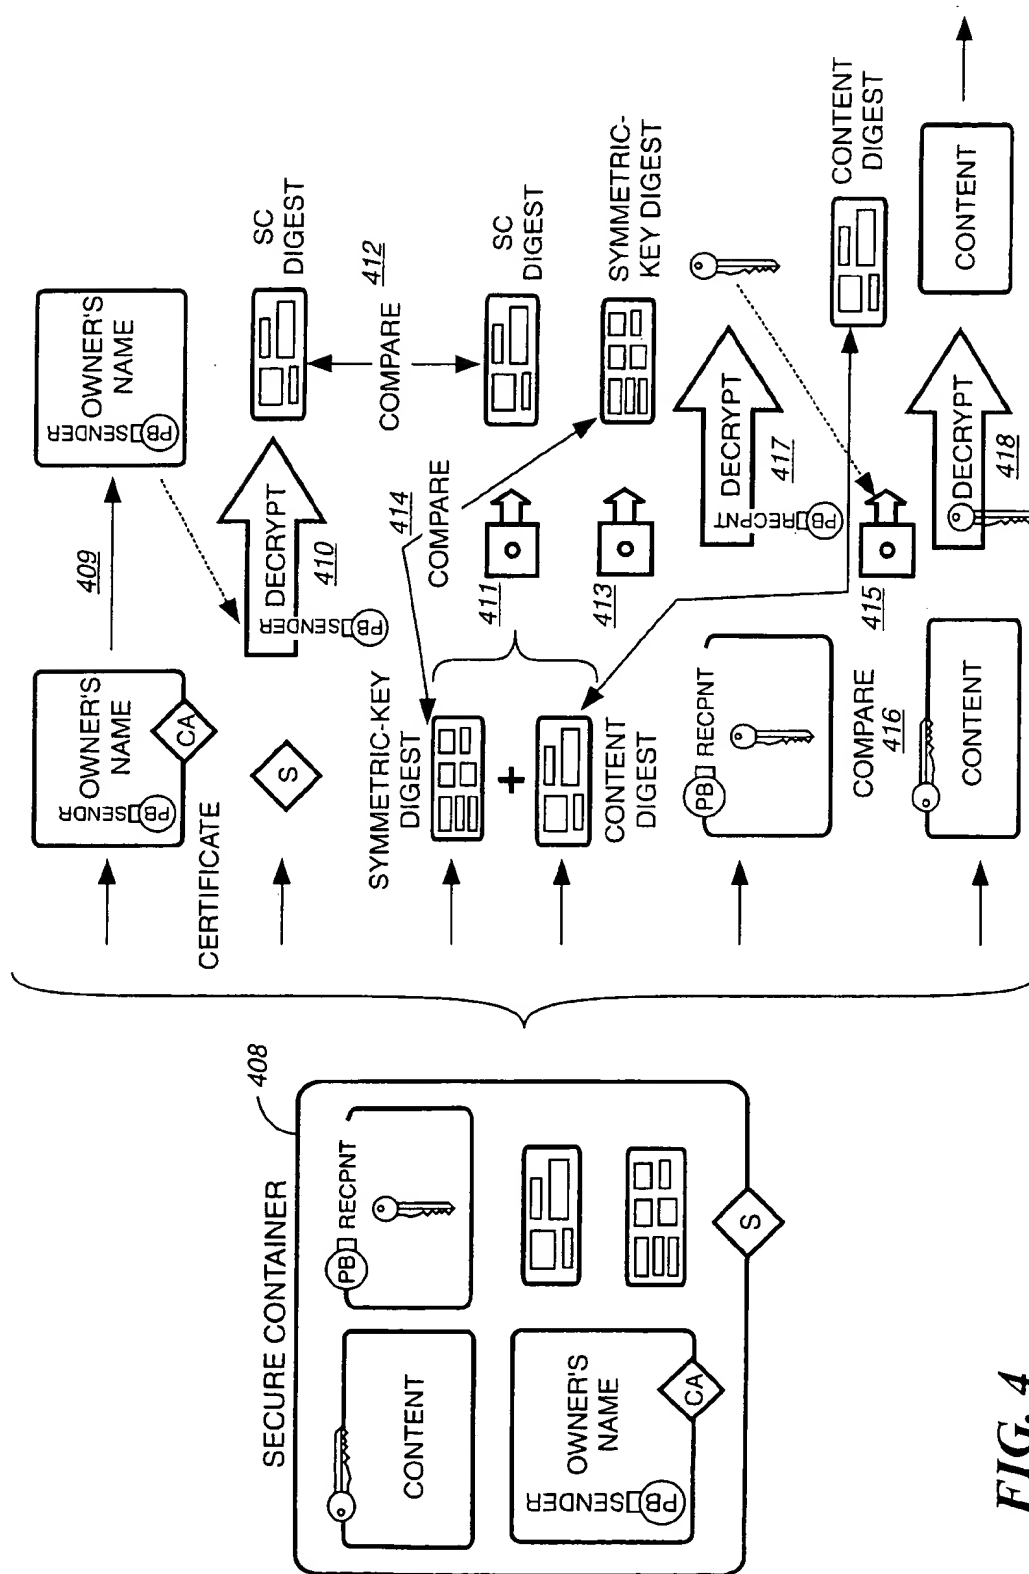 SECURE CONTAINER
408
CONTENT
PB RECPNT
PB SENDER
OWNER'S
NAME
CA
S
PB SENDR
OWNER'S
NAME
CA
CERTIFICATE
409
PB SENDER
OWNER'S
NAME
S
PB SENDER
DECRYPT
410
SC
DIGEST
COMPARE
412
SYMMETRIC-KEY
DIGEST
+
CONTENT
DIGEST
414
COMPARE
411
SC
DIGEST
413
SYMMETRIC-
KEY DIGEST
PB RECPNT
PB RECPNT
DECRYPT
417
COMPARE
416
415
CONTENT
DIGEST
CONTENT
DECRYPT
418
CONTENT
FIG. 4